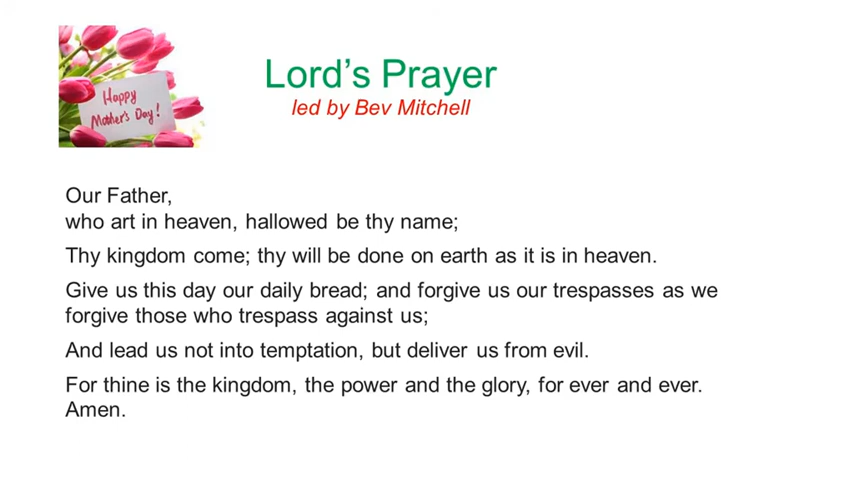 Happy
Mother's Day!
Lord's Prayer
led by Bev Mitchell
Our Father,
who art in heaven, hallowed be thy name;
Thy kingdom come; thy will be done on earth as it is in heaven.
Give us this day our daily bread; and forgive us our trespasses as we
forgive those who trespass against us;
And lead us not into temptation, but deliver us from evil.
For thine is the kingdom, the power and the glory, for ever and ever.
Amen.